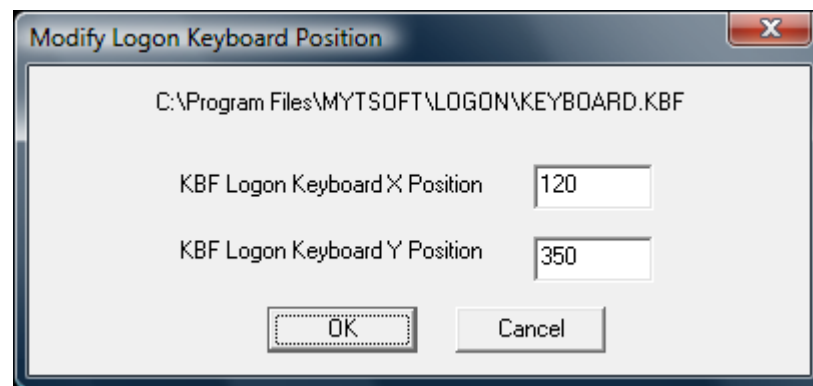 Modify Logon Keyboard Position
C:\Program Files\MYTSOFT\LOGON\KEYBOARD.KBF
KBF Logon Keyboard X Position 120
KBF Logon Keyboard Y Position 350
OK Cancel